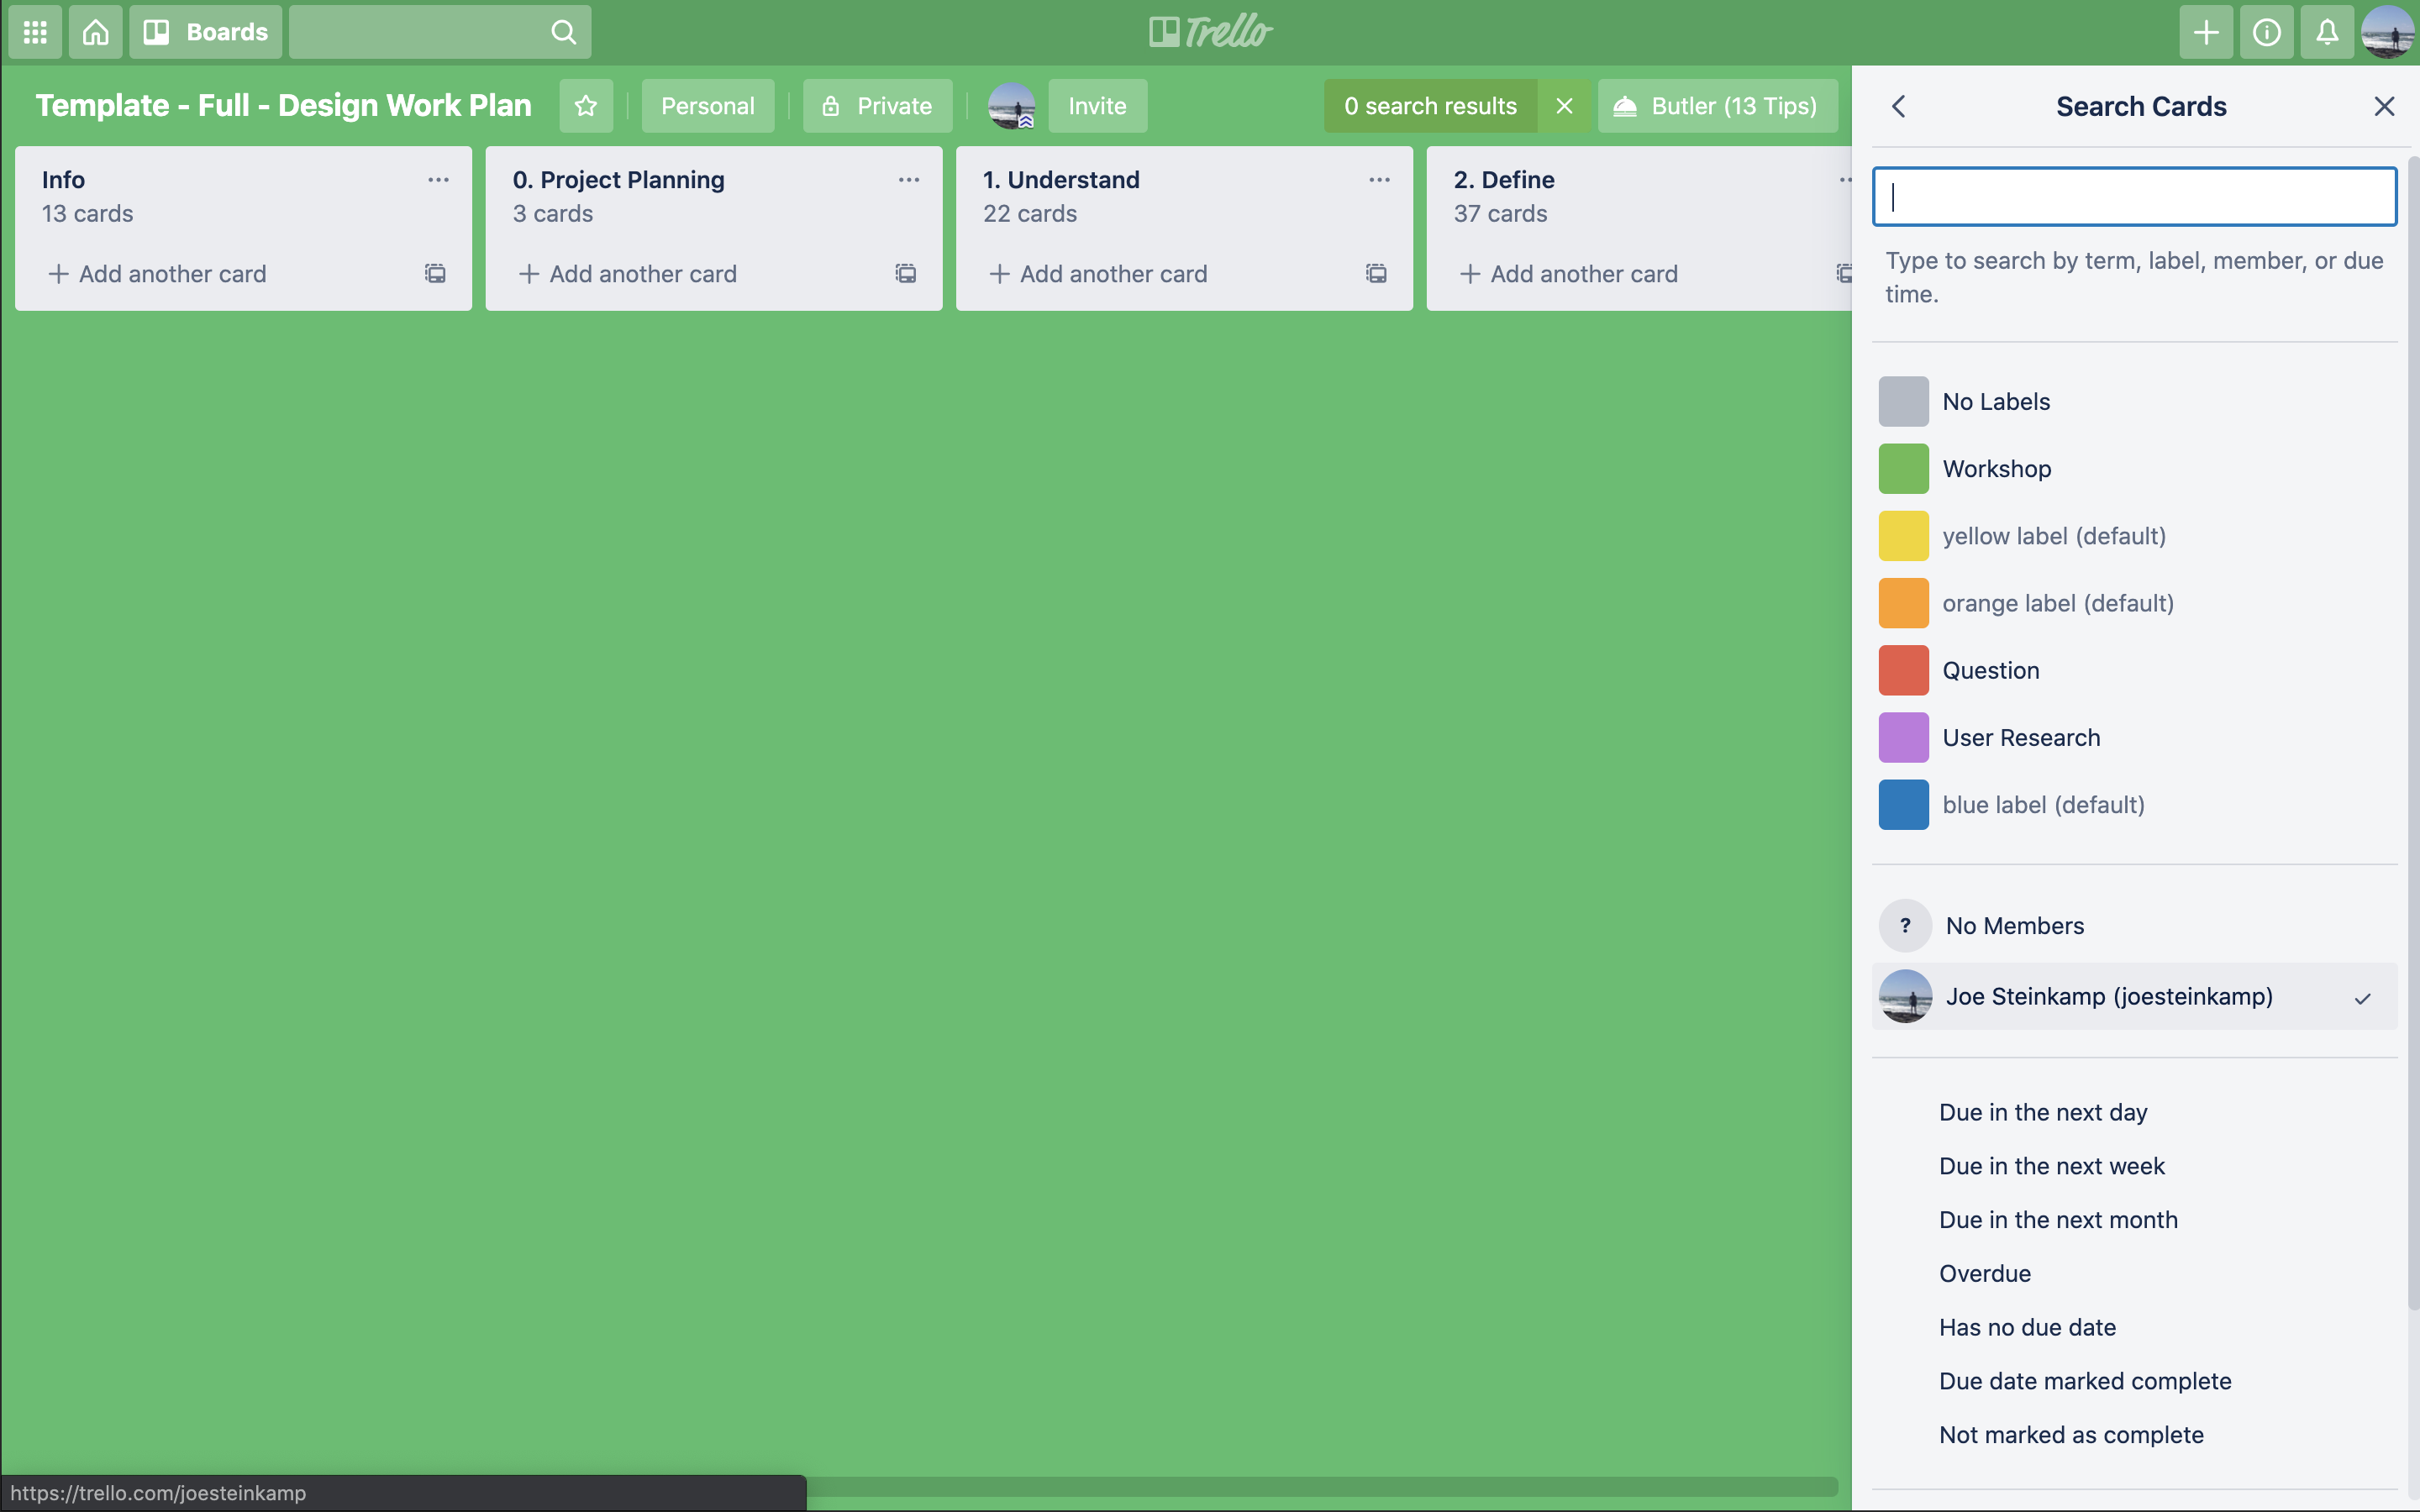 Boards
Trello
Template - Full - Design Work Plan
Personal
Private
Invite
0 search results
Butler (13 Tips)
Info
13 cards
Add another card
0. Project Planning
3 cards
Add another card
1. Understand
22 cards
Add another card
2. Define
37 cards
Add another card
Search Cards
Type to search by term, label, member, or due
time.
No Labels
Workshop
yellow label (default)
orange label (default)
Question
User Research
blue label (default)
? No Members
Joe Steinkamp (joesteinkamp)
Due in the next day
Due in the next week
Due in the next month
Overdue
Has no due date
Due date marked complete
Not marked as complete
https://trello.com/joesteinkamp